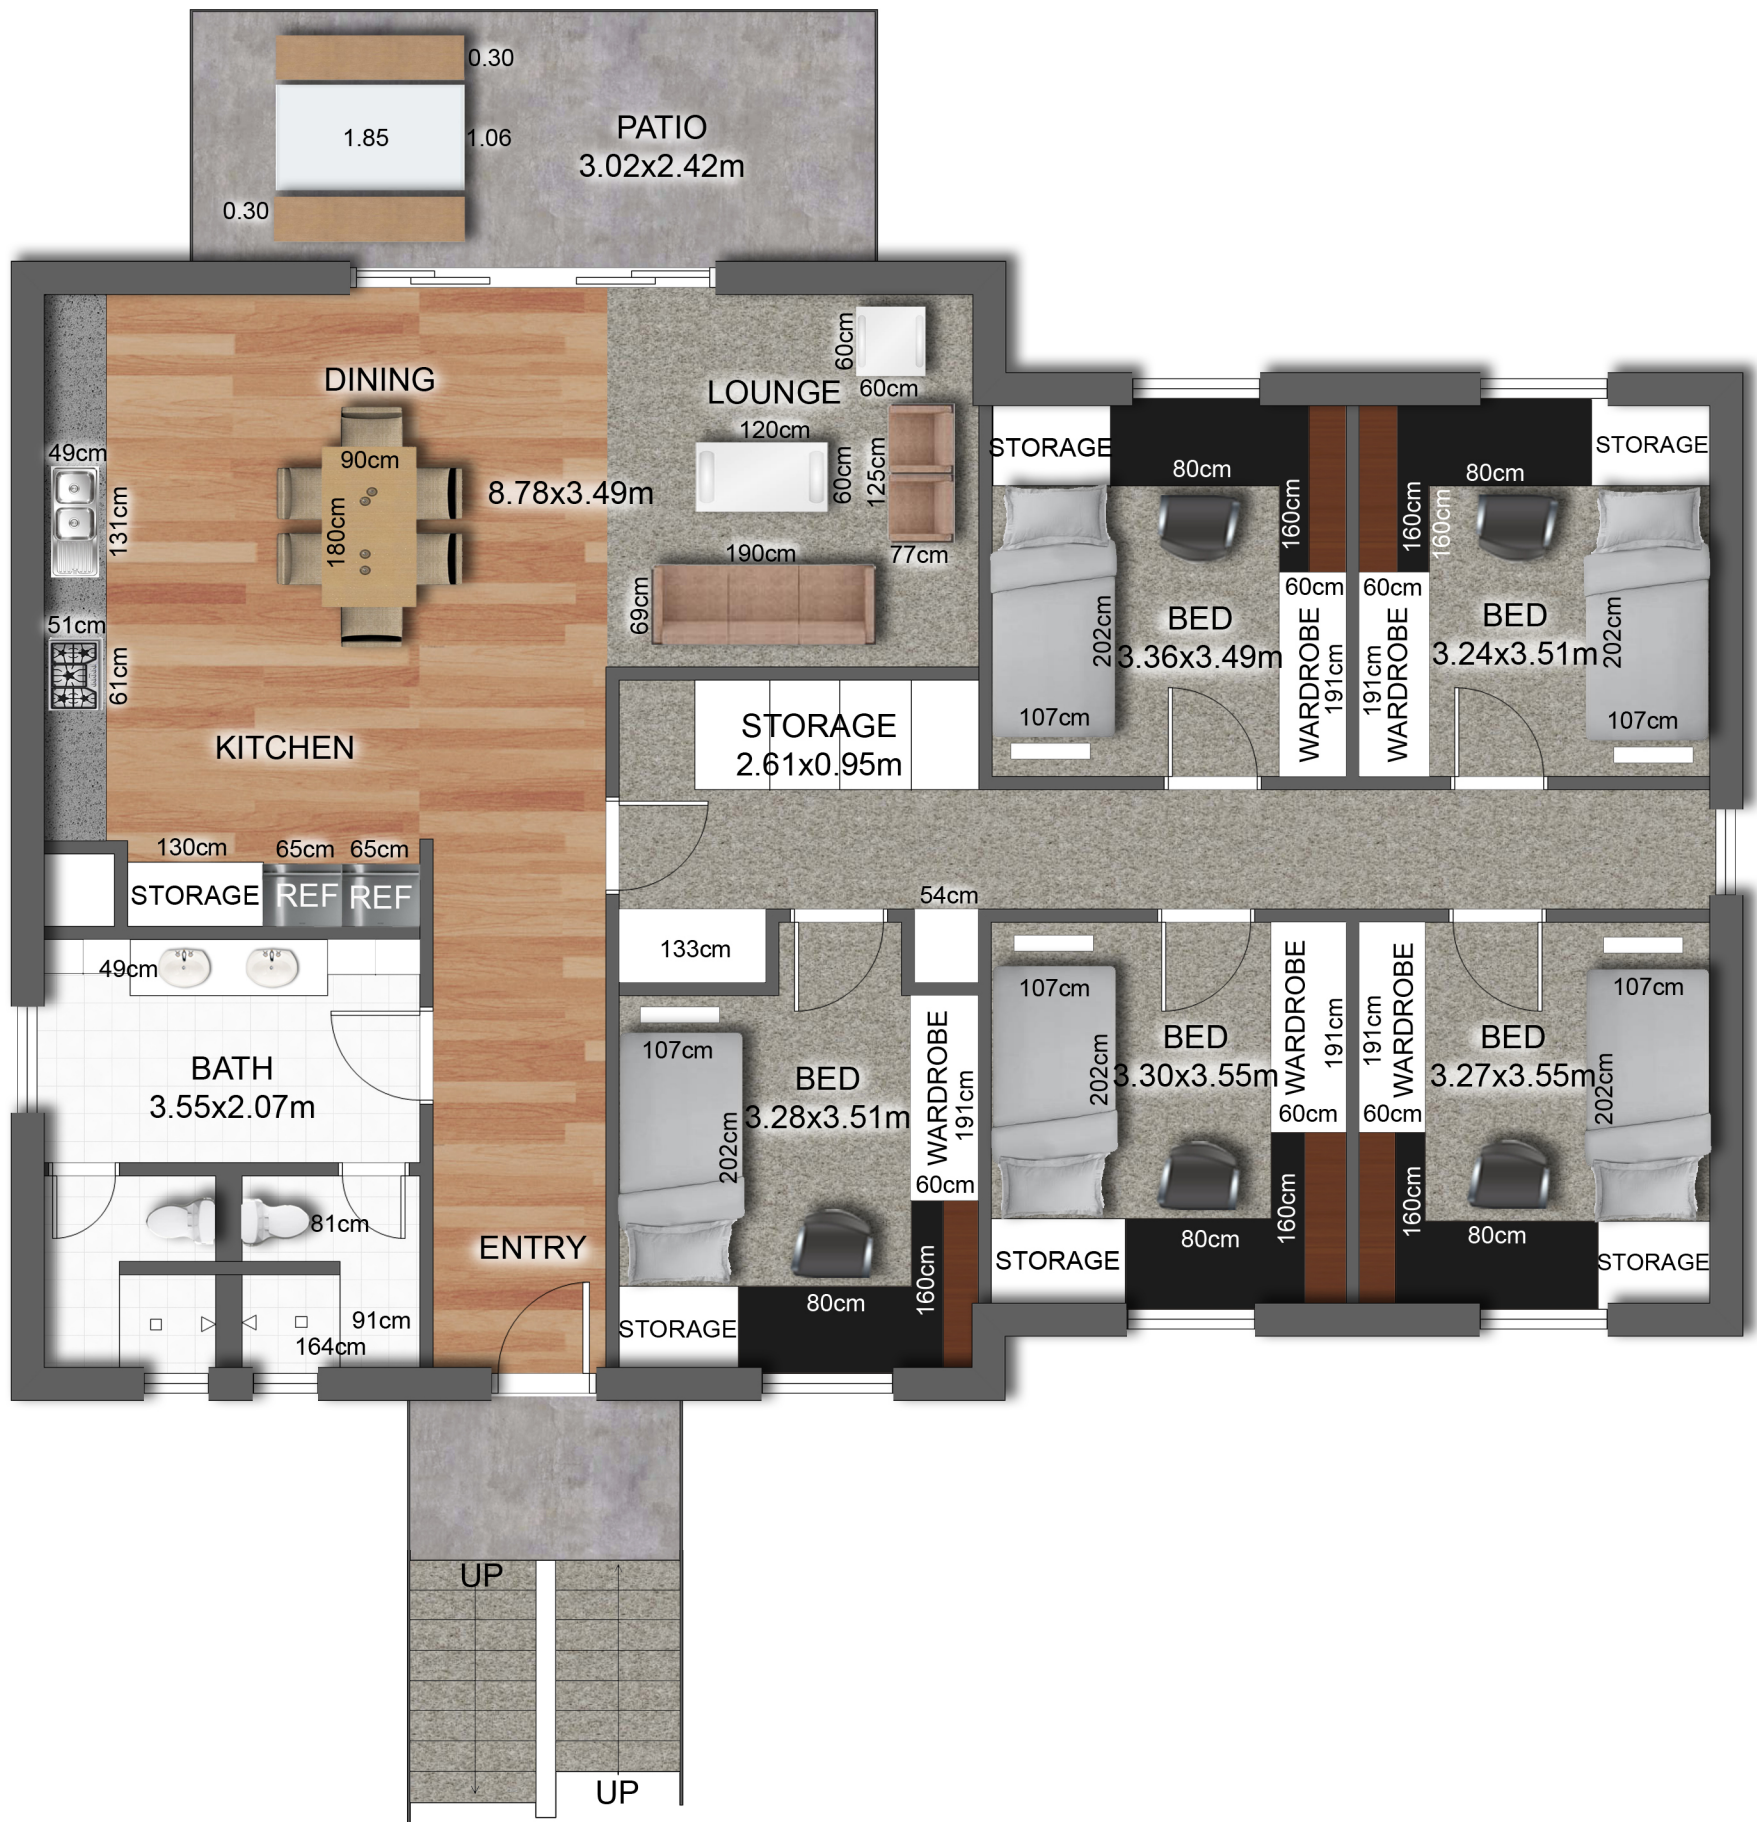 0.30
1.85
1.06
0.30
PATIO
3.02x2.42m
DINING
90cm
180cm
8.78x3.49m
49cm
131cm
51cm
61cm
KITCHEN
LOUNGE
60cm
60cm
120cm
60cm
125cm
77cm
190cm
69cm
STORAGE
2.61x0.95m
STORAGE
80cm
160cm
60cm
BED
3.36x3.49m
202cm
107cm
WARDROBE
191cm
STORAGE
80cm
160cm
160cm
60cm
BED
3.24x3.51m
202cm
107cm
191cm
WARDROBE
130cm
65cm
65cm
STORAGE
REF
REF
49cm
BATH
3.55x2.07m
81cm
91cm
164cm
ENTRY
133cm
54cm
107cm
202cm
BED
3.28x3.51m
WARDROBE
191cm
60cm
160cm
80cm
STORAGE
107cm
202cm
BED
3.30x3.55m
WARDROBE
191cm
60cm
160cm
80cm
STORAGE
107cm
202cm
BED
3.27x3.55m
191cm
WARDROBE
60cm
160cm
80cm
STORAGE
UP
UP